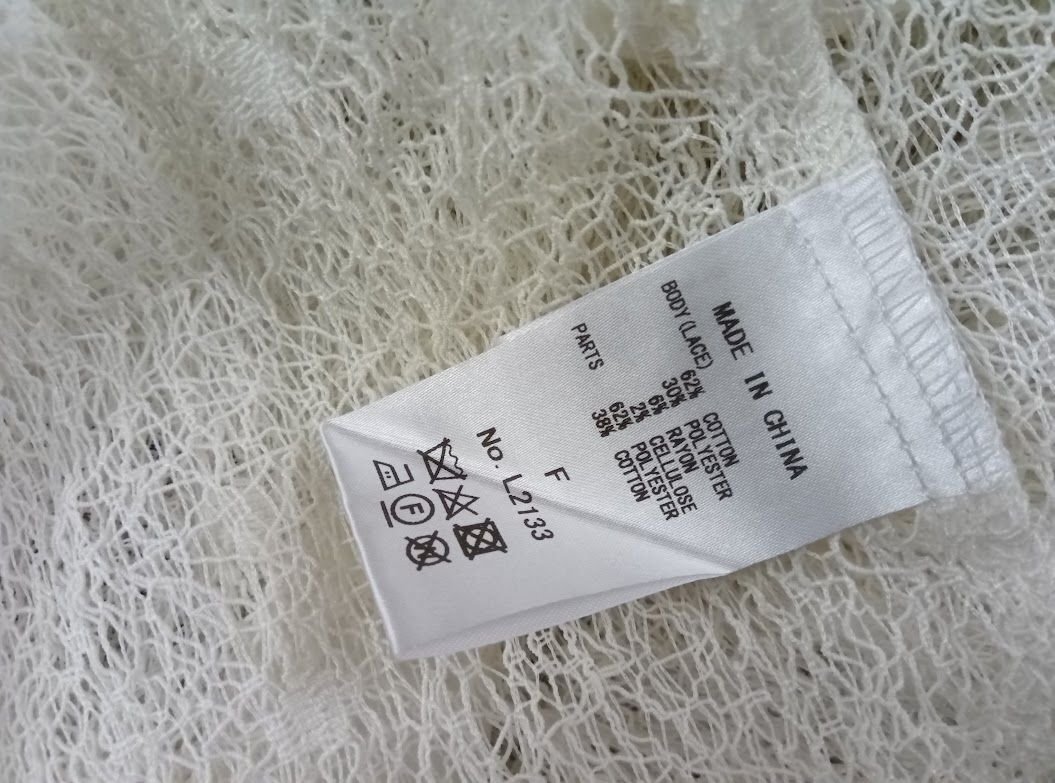 MADE IN CHINA
BODY(LACE) 62% COTTON
30% POLYESTER
6% RAYON
2% CELLULOSE
PARTS 62% POLYESTER
38% COTTON
F
No. L2133
F